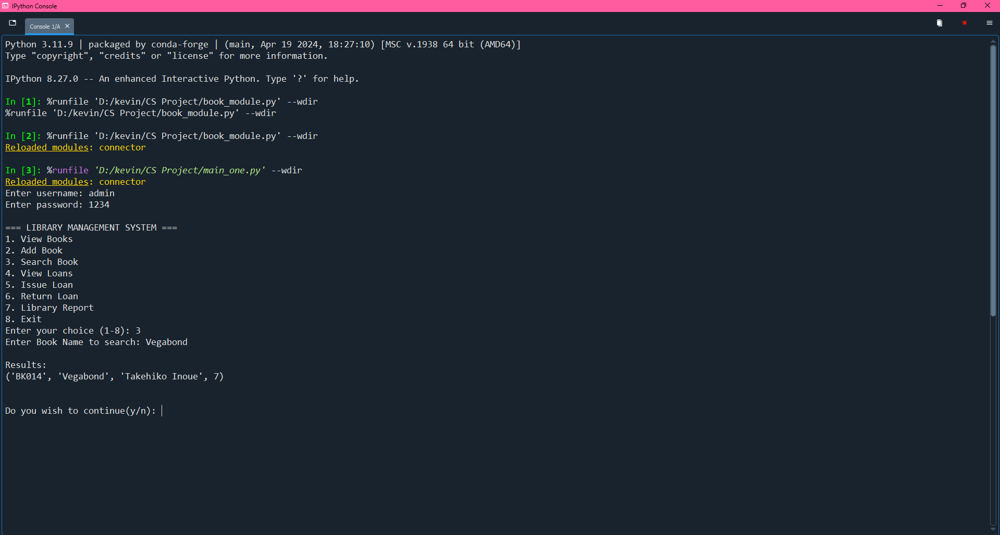 IPython Console
Console 1/A
Python 3.11.9 | packaged by conda-forge | (main, Apr 19 2024, 18:27:10) [MSC v.1938 64 bit (AMD64)]
Type "copyright", "credits" or "license" for more information.
IPython 8.27.0 -- An enhanced Interactive Python. Type '?' for help.
In [1]: %runfile 'D:/kevin/CS Project/book_module.py' --wdir
%runfile 'D:/kevin/CS Project/book_module.py' --wdir
In [2]: %runfile 'D:/kevin/CS Project/book_module.py' --wdir
Reloaded modules: connector
In [3]: %runfile 'D:/kevin/CS Project/main_one.py' --wdir
Reloaded modules: connector
Enter username: admin
Enter password: 1234
=== LIBRARY MANAGEMENT SYSTEM ===
1. View Books
2. Add Book
3. Search Book
4. View Loans
5. Issue Loan
6. Return Loan
7. Library Report
8. Exit
Enter your choice (1-8): 3
Enter Book Name to search: Vegabond
Results:
('BK014', 'Vegabond', 'Takehiko Inoue', 7)
Do you wish to continue(y/n):